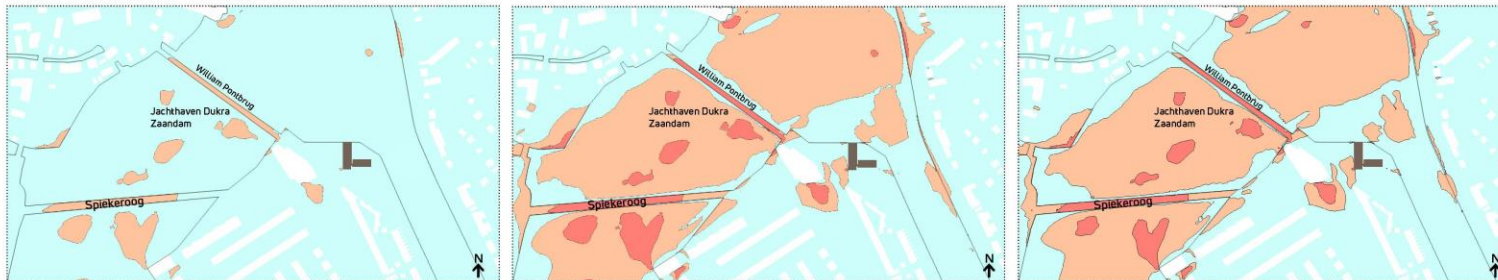 William Pontbrug
Jachthaven Dukra
Zaandam
Spiekeroog
N
William Pontbrug
Jachthaven Dukra
Zaandam
Spiekeroog
N
William Pontbrug
Jachthaven Dukra
Zaandam
Spiekeroog
N